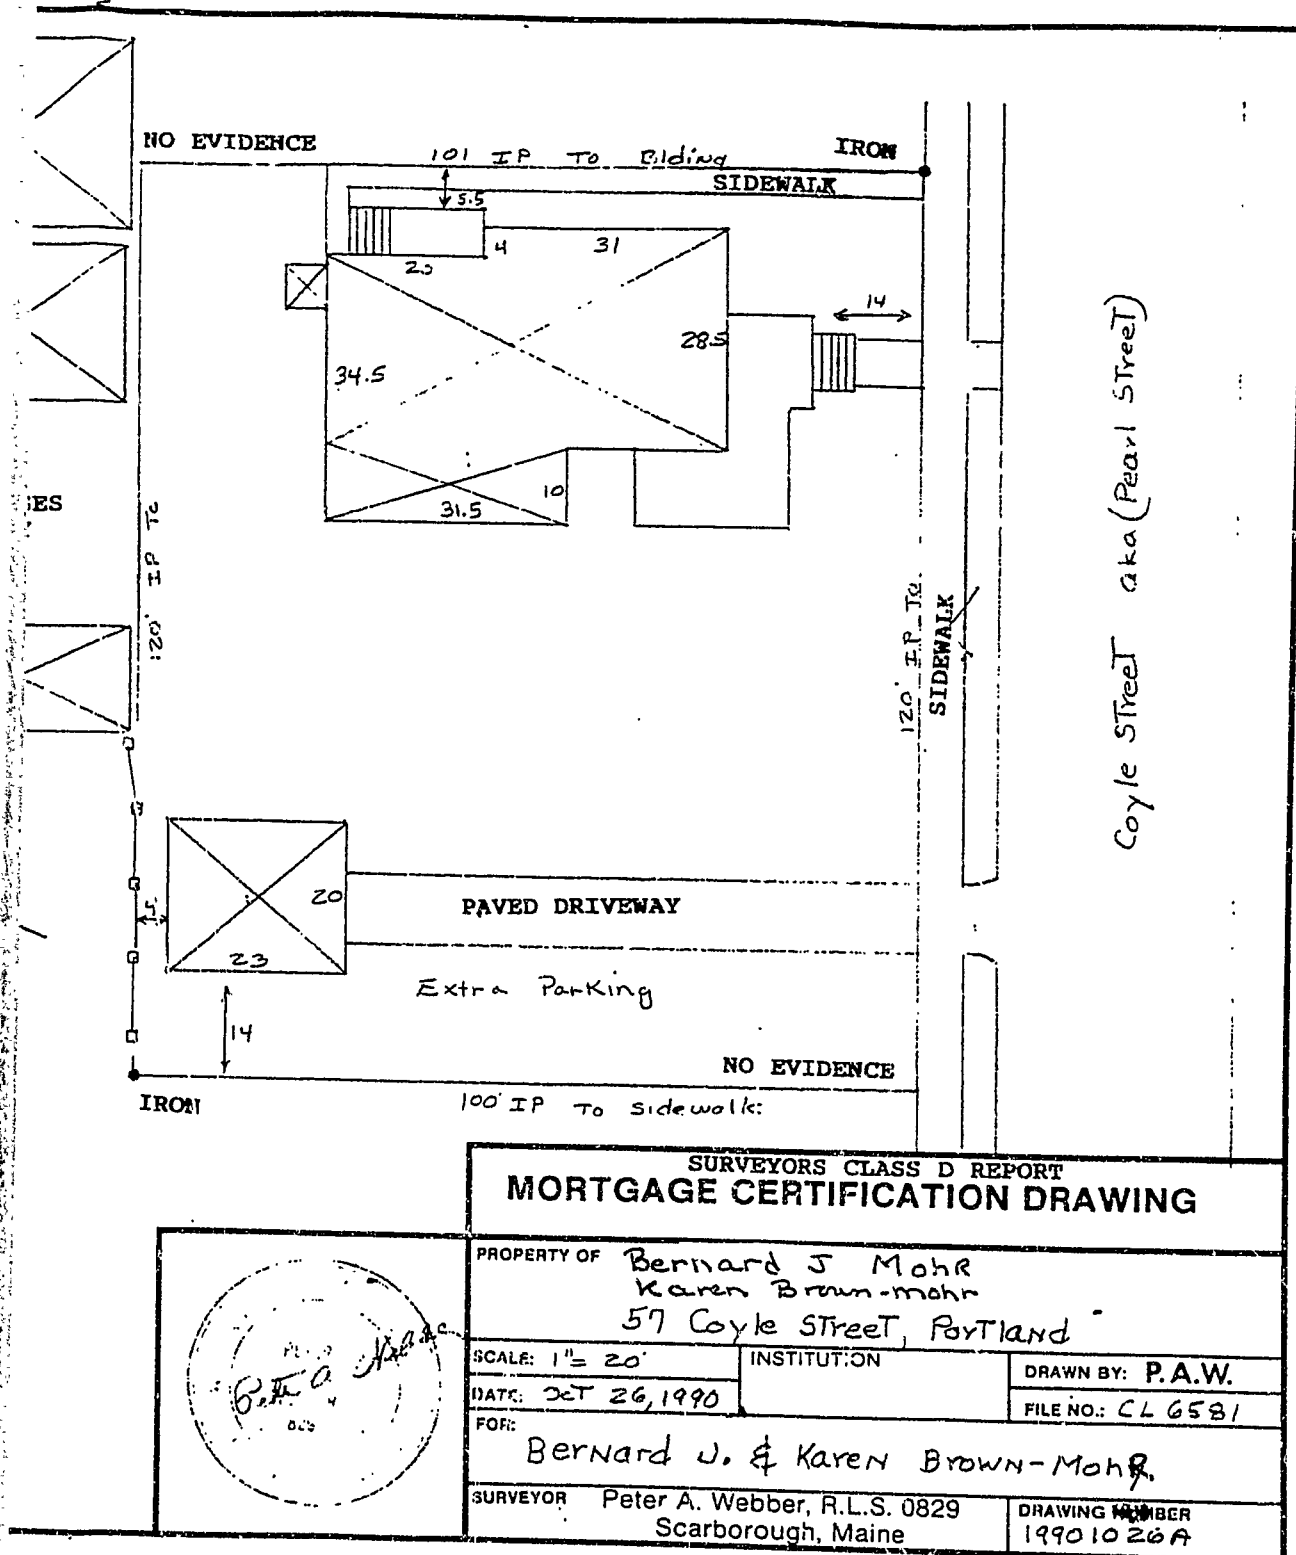 NO EVIDENCE
101 IP To Blding
IRON
SIDEWALK
5.5
4
31
20
14
28.5
34.5
10
31.5
GES
120' IP To
120' IP To
SIDEWALK
Coyle Street aka (Pearl Street)
5
20
23
PAVED DRIVEWAY
Extra Parking
14
NO EVIDENCE
IRON
100' IP To sidewalk
SURVEYORS CLASS D REPORT
MORTGAGE CERTIFICATION DRAWING
PROPERTY OF Bernard J Mohr
Karen Brown-Mohr
57 Coyle Street, Portland
SCALE: 1"= 20'
INSTITUTION
DRAWN BY: P.A.W.
DATE: OCT 26, 1990
FILE NO.: CL 6581
FOR:
Bernard J. & Karen Brown-Mohr.
SURVEYOR Peter A. Webber, R.L.S. 0829
Scarborough, Maine
DRAWING NUMBER
19901026A